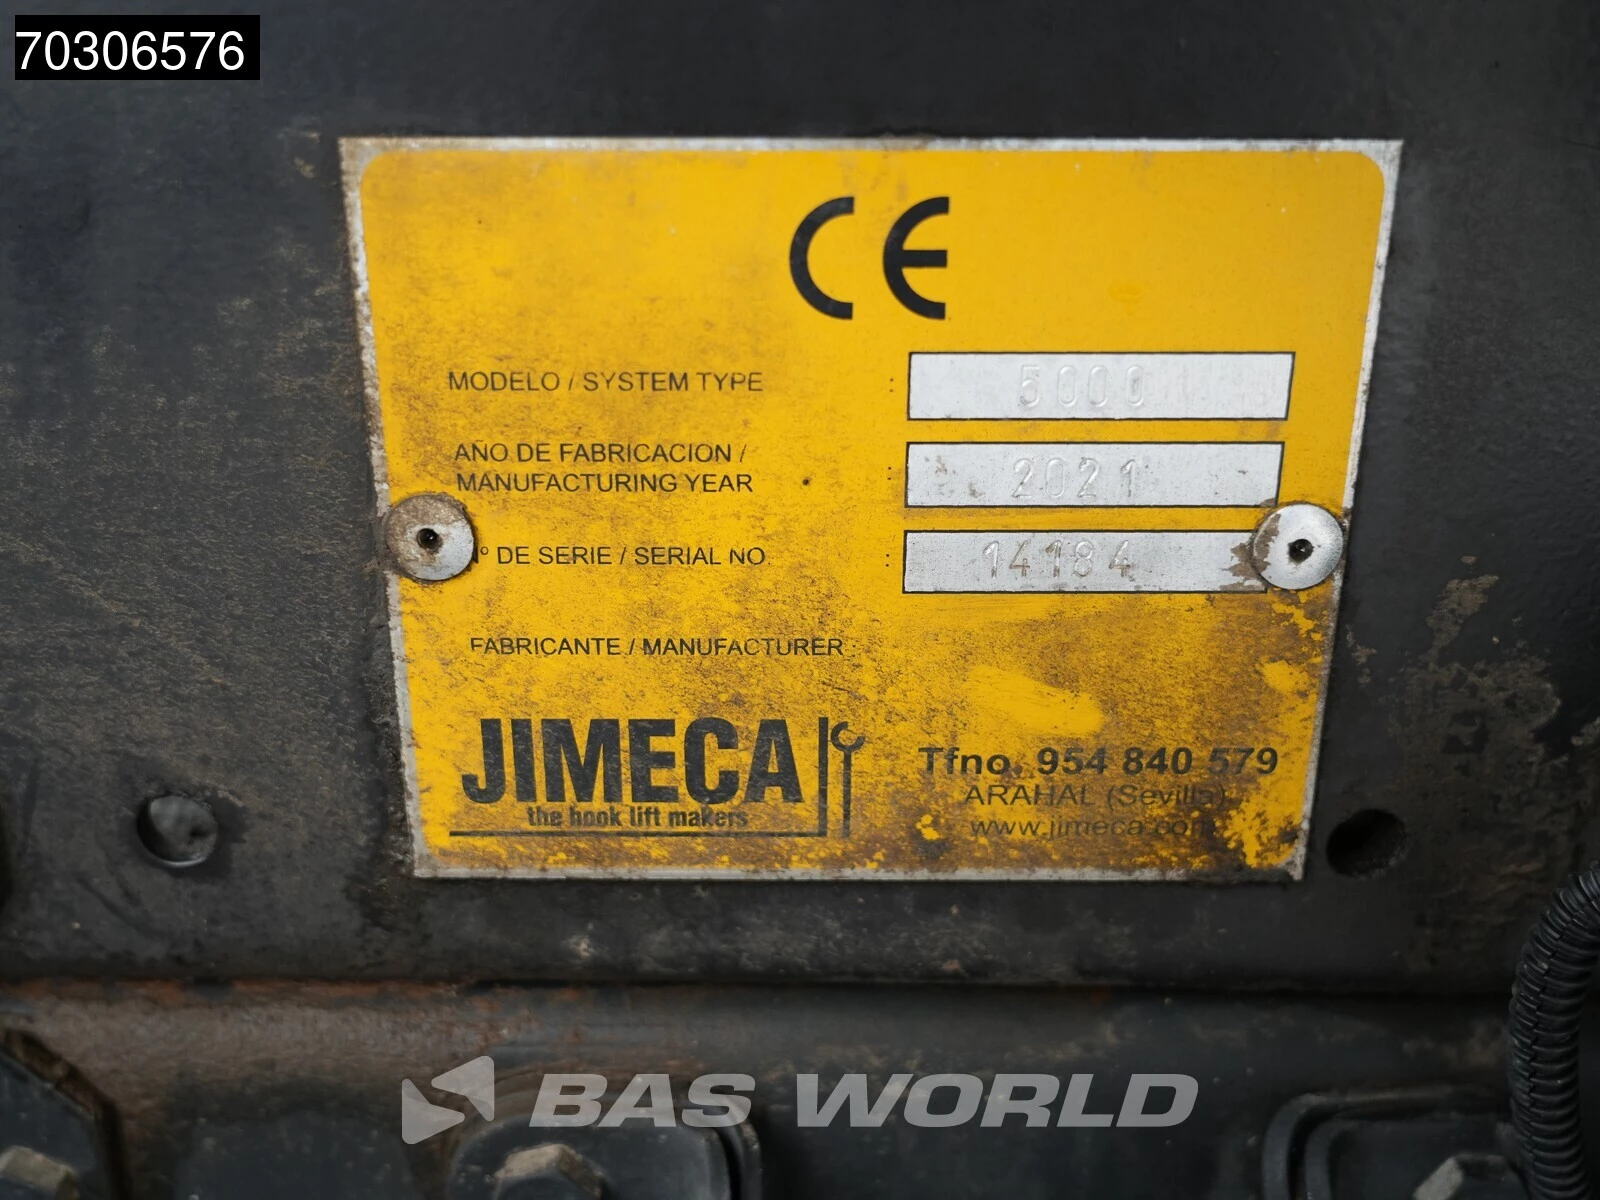 70306576
CE
MODELO / SYSTEM TYPE : 5000
AÑO DE FABRICACION /
MANUFACTURING YEAR : 2021
º DE SERIE / SERIAL NO : 14184
FABRICANTE / MANUFACTURER :
JIMECA
the hook lift makers
Tfno. 954 840 579
ARAHAL (Sevilla)
www.jimeca.com
BAS WORLD